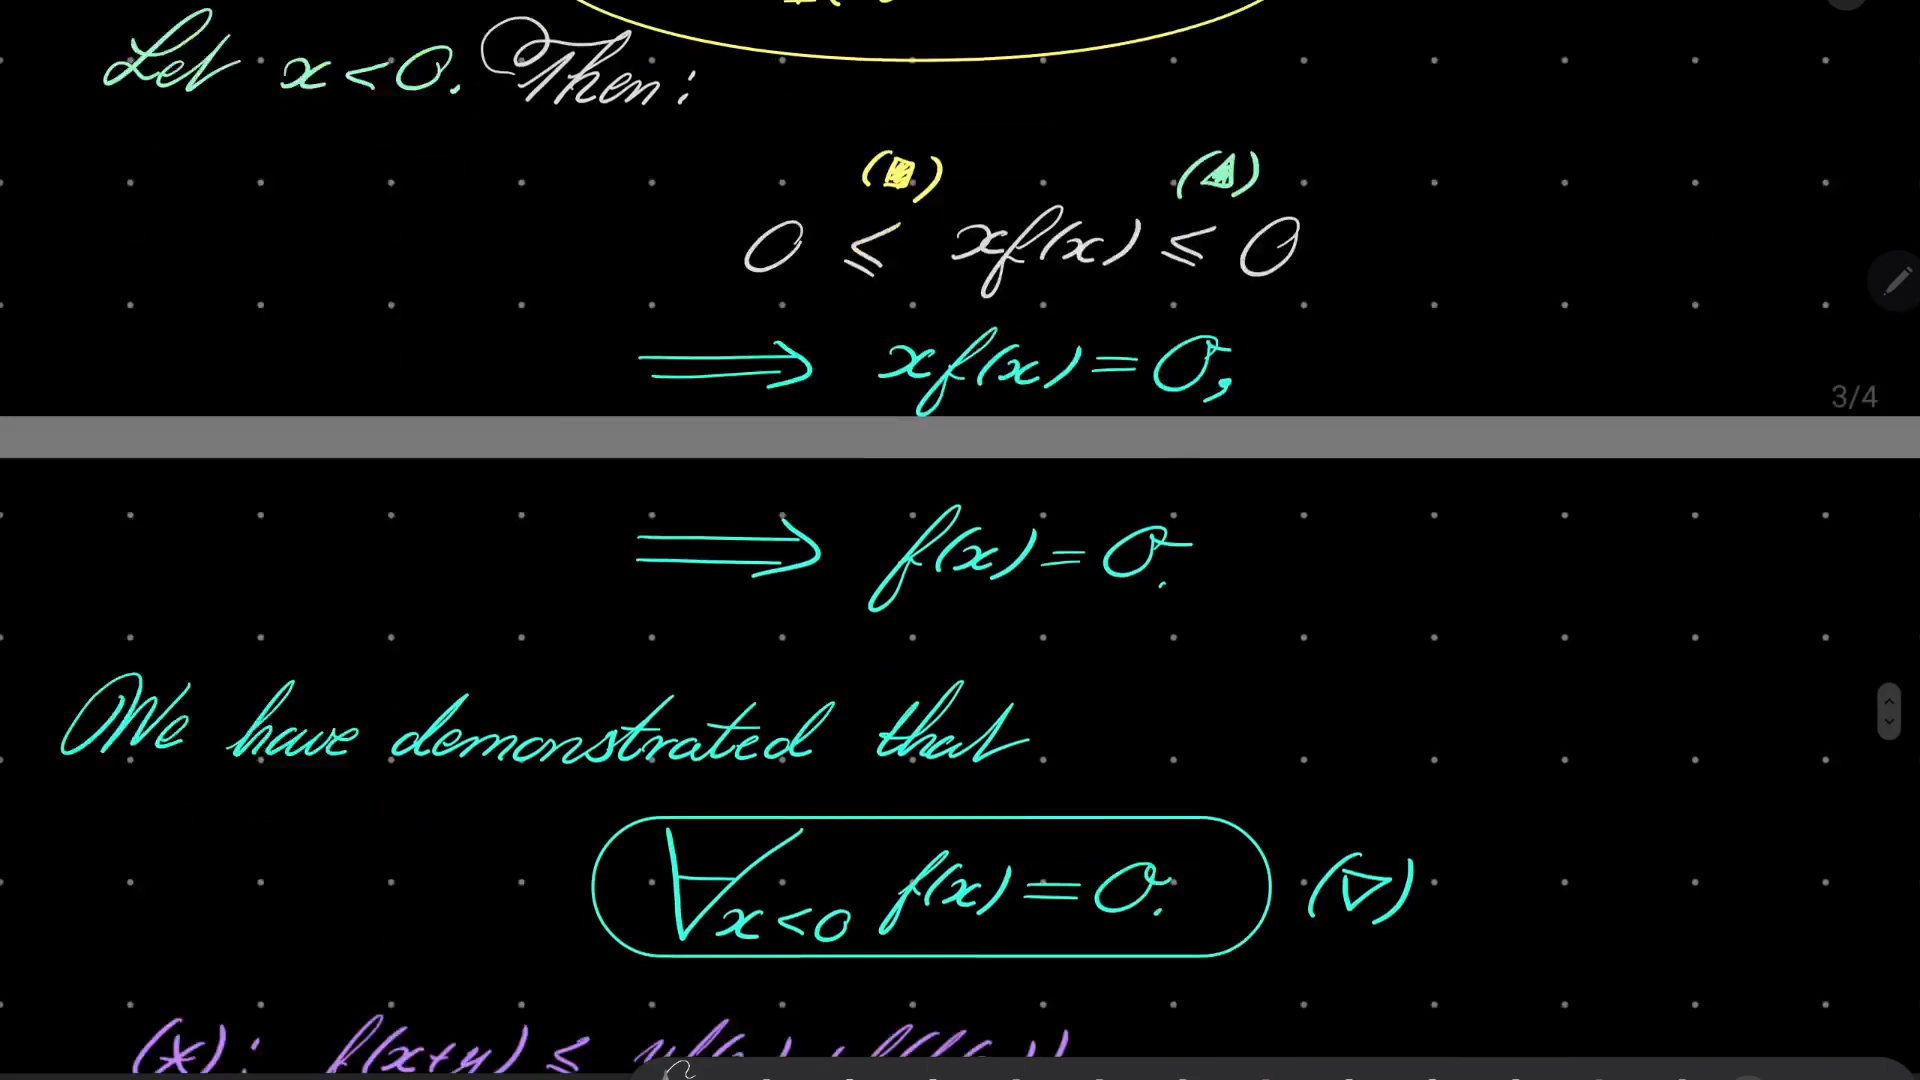 Let x < 0. Then:
(■) (▲)
0 ≤ xf(x) ≤ 0
⟹ xf(x) = 0,
3/4
⟹ f(x) = 0.
We have demonstrated that
∀x<0 f(x) = 0. (▽)
(*): f(x+y) ≤